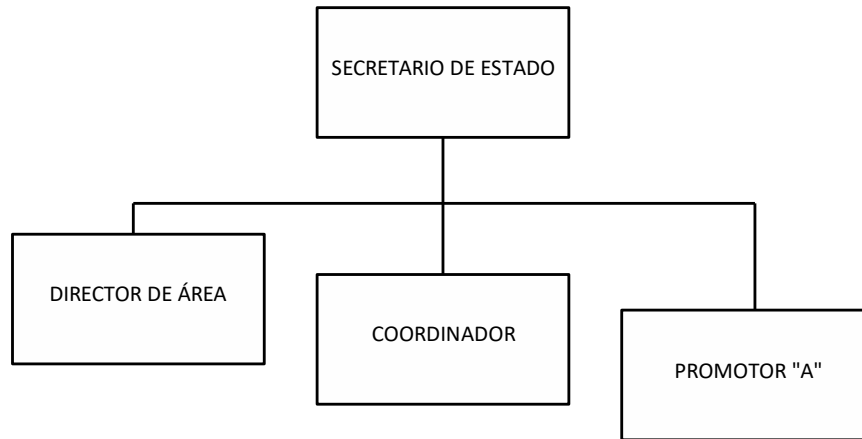 SECRETARIO DE ESTADO
DIRECTOR DE ÁREA
COORDINADOR
PROMOTOR "A"